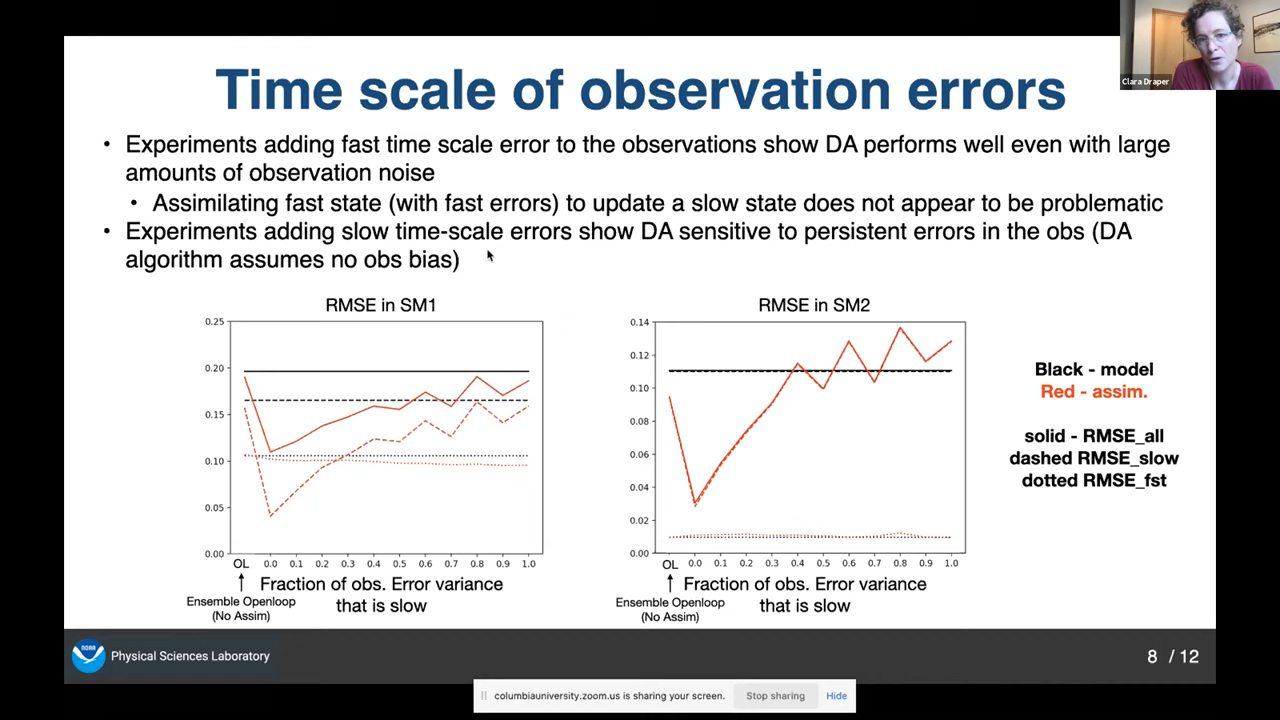 Clara Draper
Time scale of observation errors
• Experiments adding fast time scale error to the observations show DA performs well even with large
amounts of observation noise
• Assimilating fast state (with fast errors) to update a slow state does not appear to be problematic
• Experiments adding slow time-scale errors show DA sensitive to persistent errors in the obs (DA
algorithm assumes no obs bias)
RMSE in SM1
0.25
0.20
0.15
0.10
0.05
0.00
OL 0.0 0.1 0.2 0.3 0.4 0.5 0.6 0.7 0.8 0.9 1.0
Fraction of obs. Error variance
that is slow
Ensemble Openloop
(No Assim)
RMSE in SM2
0.14
0.12
0.10
0.08
0.06
0.04
0.02
0.00
OL 0.0 0.1 0.2 0.3 0.4 0.5 0.6 0.7 0.8 0.9 1.0
Fraction of obs. Error variance
that is slow
Ensemble Openloop
(No Assim)
Black - model
Red - assim.
solid - RMSE_all
dashed RMSE_slow
dotted RMSE_fst
NOAA
Physical Sciences Laboratory
8 / 12
columbiauniversity.zoom.us is sharing your screen.
Stop sharing
Hide